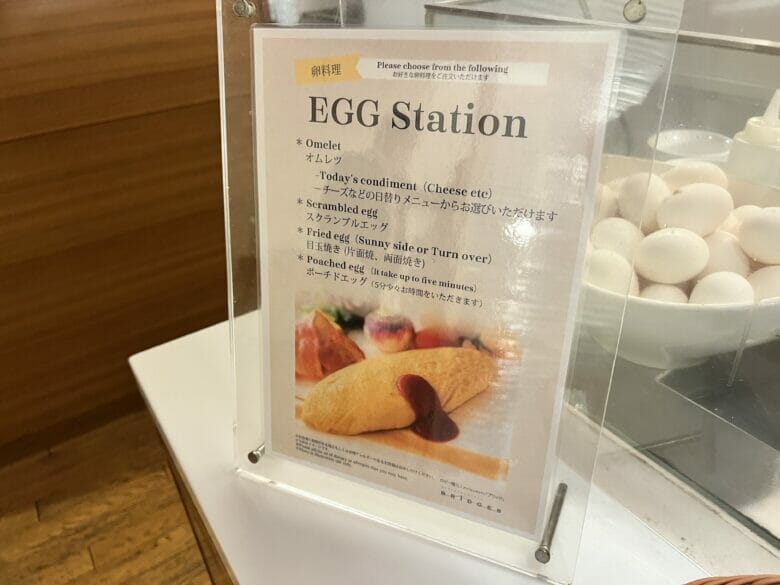 卵料理
Please choose from the following
お好きな卵料理をご注文いただけます
EGG Station
* Omelet
オムレツ
-Today's condiment (Cheese etc)
－チーズなどの日替りメニューからお選びいただけます
* Scrambled egg
スクランブルエッグ
* Fried egg (Sunny side or Turn over)
目玉焼き (片面焼、両面焼き)
* Poached egg (It take up to five minutes)
ポーチドエッグ (5分少々お時間をいただきます)
BRIDGES